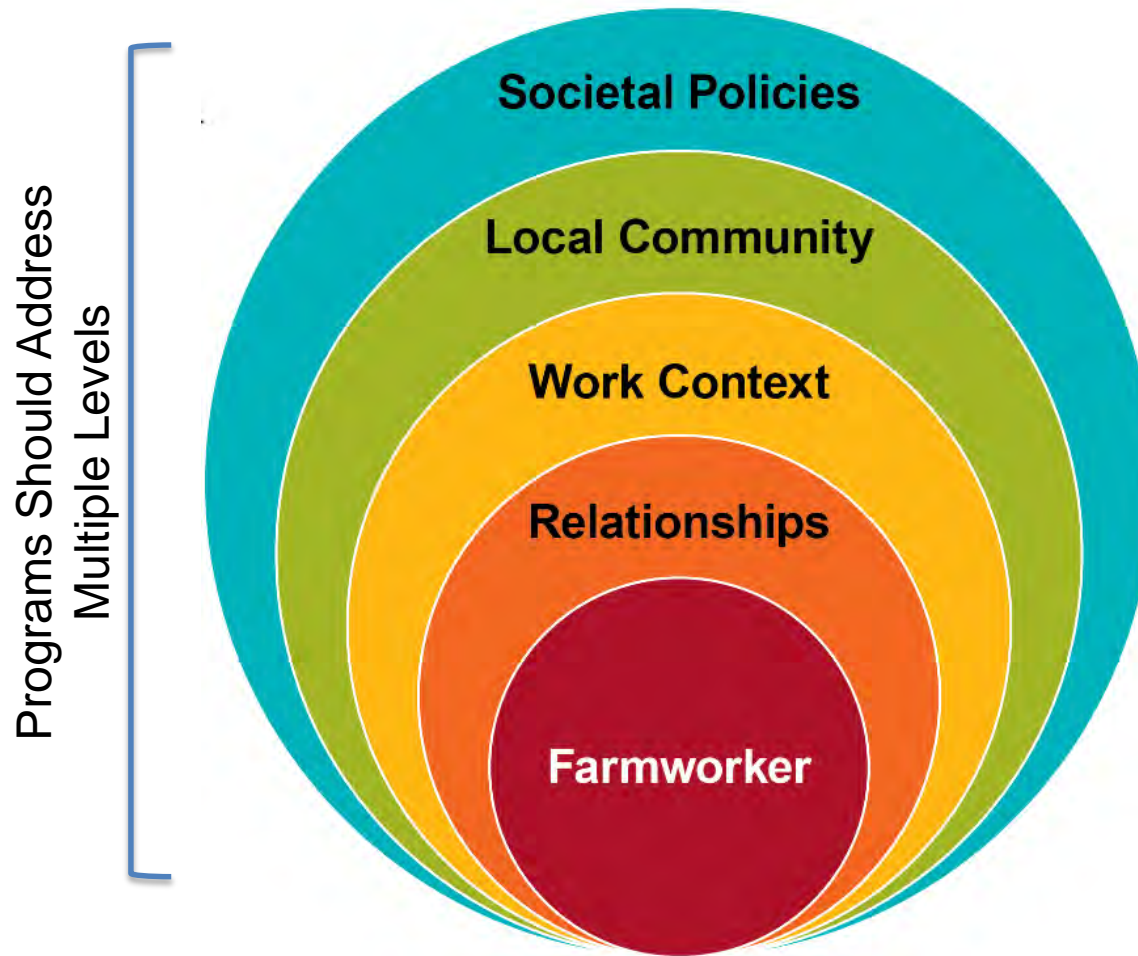 Programs Should Address
Multiple Levels
Societal Policies
Local Community
Work Context
Relationships
Farmworker